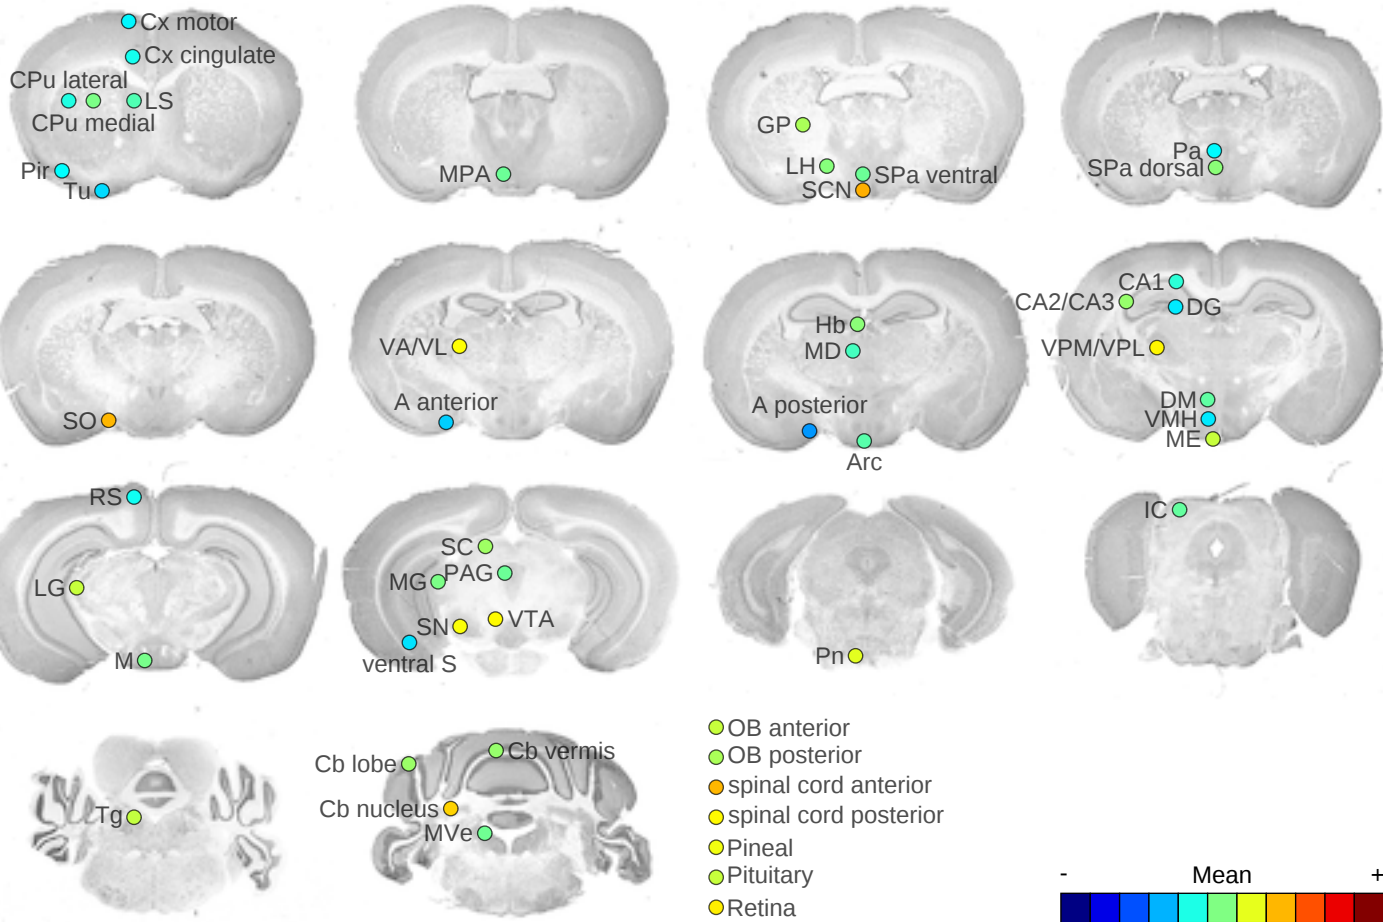 Cx motor
Cx cingulate
CPu lateral
LS
CPu medial
Pir
Tu
MPA
GP
LH
SPa ventral
SCN
Pa
SPa dorsal
SO
VA/VL
A anterior
Hb
MD
A posterior
Arc
CA1
CA2/CA3
DG
VPM/VPL
DM
VMH
ME
RS
LG
M
SC
PAG
MG
SN
VTA
ventral S
Pn
IC
Tg
Cb vermis
Cb lobe
Cb nucleus
MVe
OB anterior
OB posterior
spinal cord anterior
spinal cord posterior
Pineal
Pituitary
Retina
- Mean +